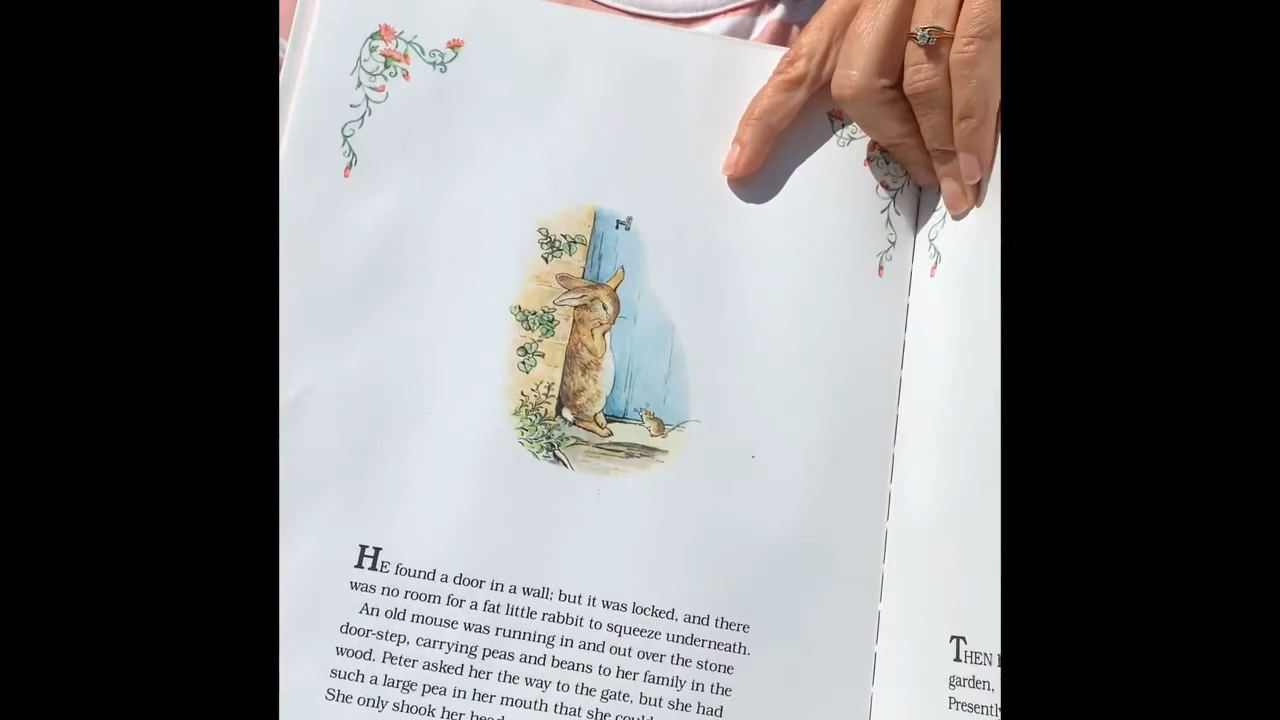 HE found a door in a wall; but it was locked, and there
was no room for a fat little rabbit to squeeze underneath.
An old mouse was running in and out over the stone
door-step, carrying peas and beans to her family in the
wood. Peter asked her the way to the gate, but she had
such a large pea in her mouth that she
She only shook her
THEN
garden,
Presently